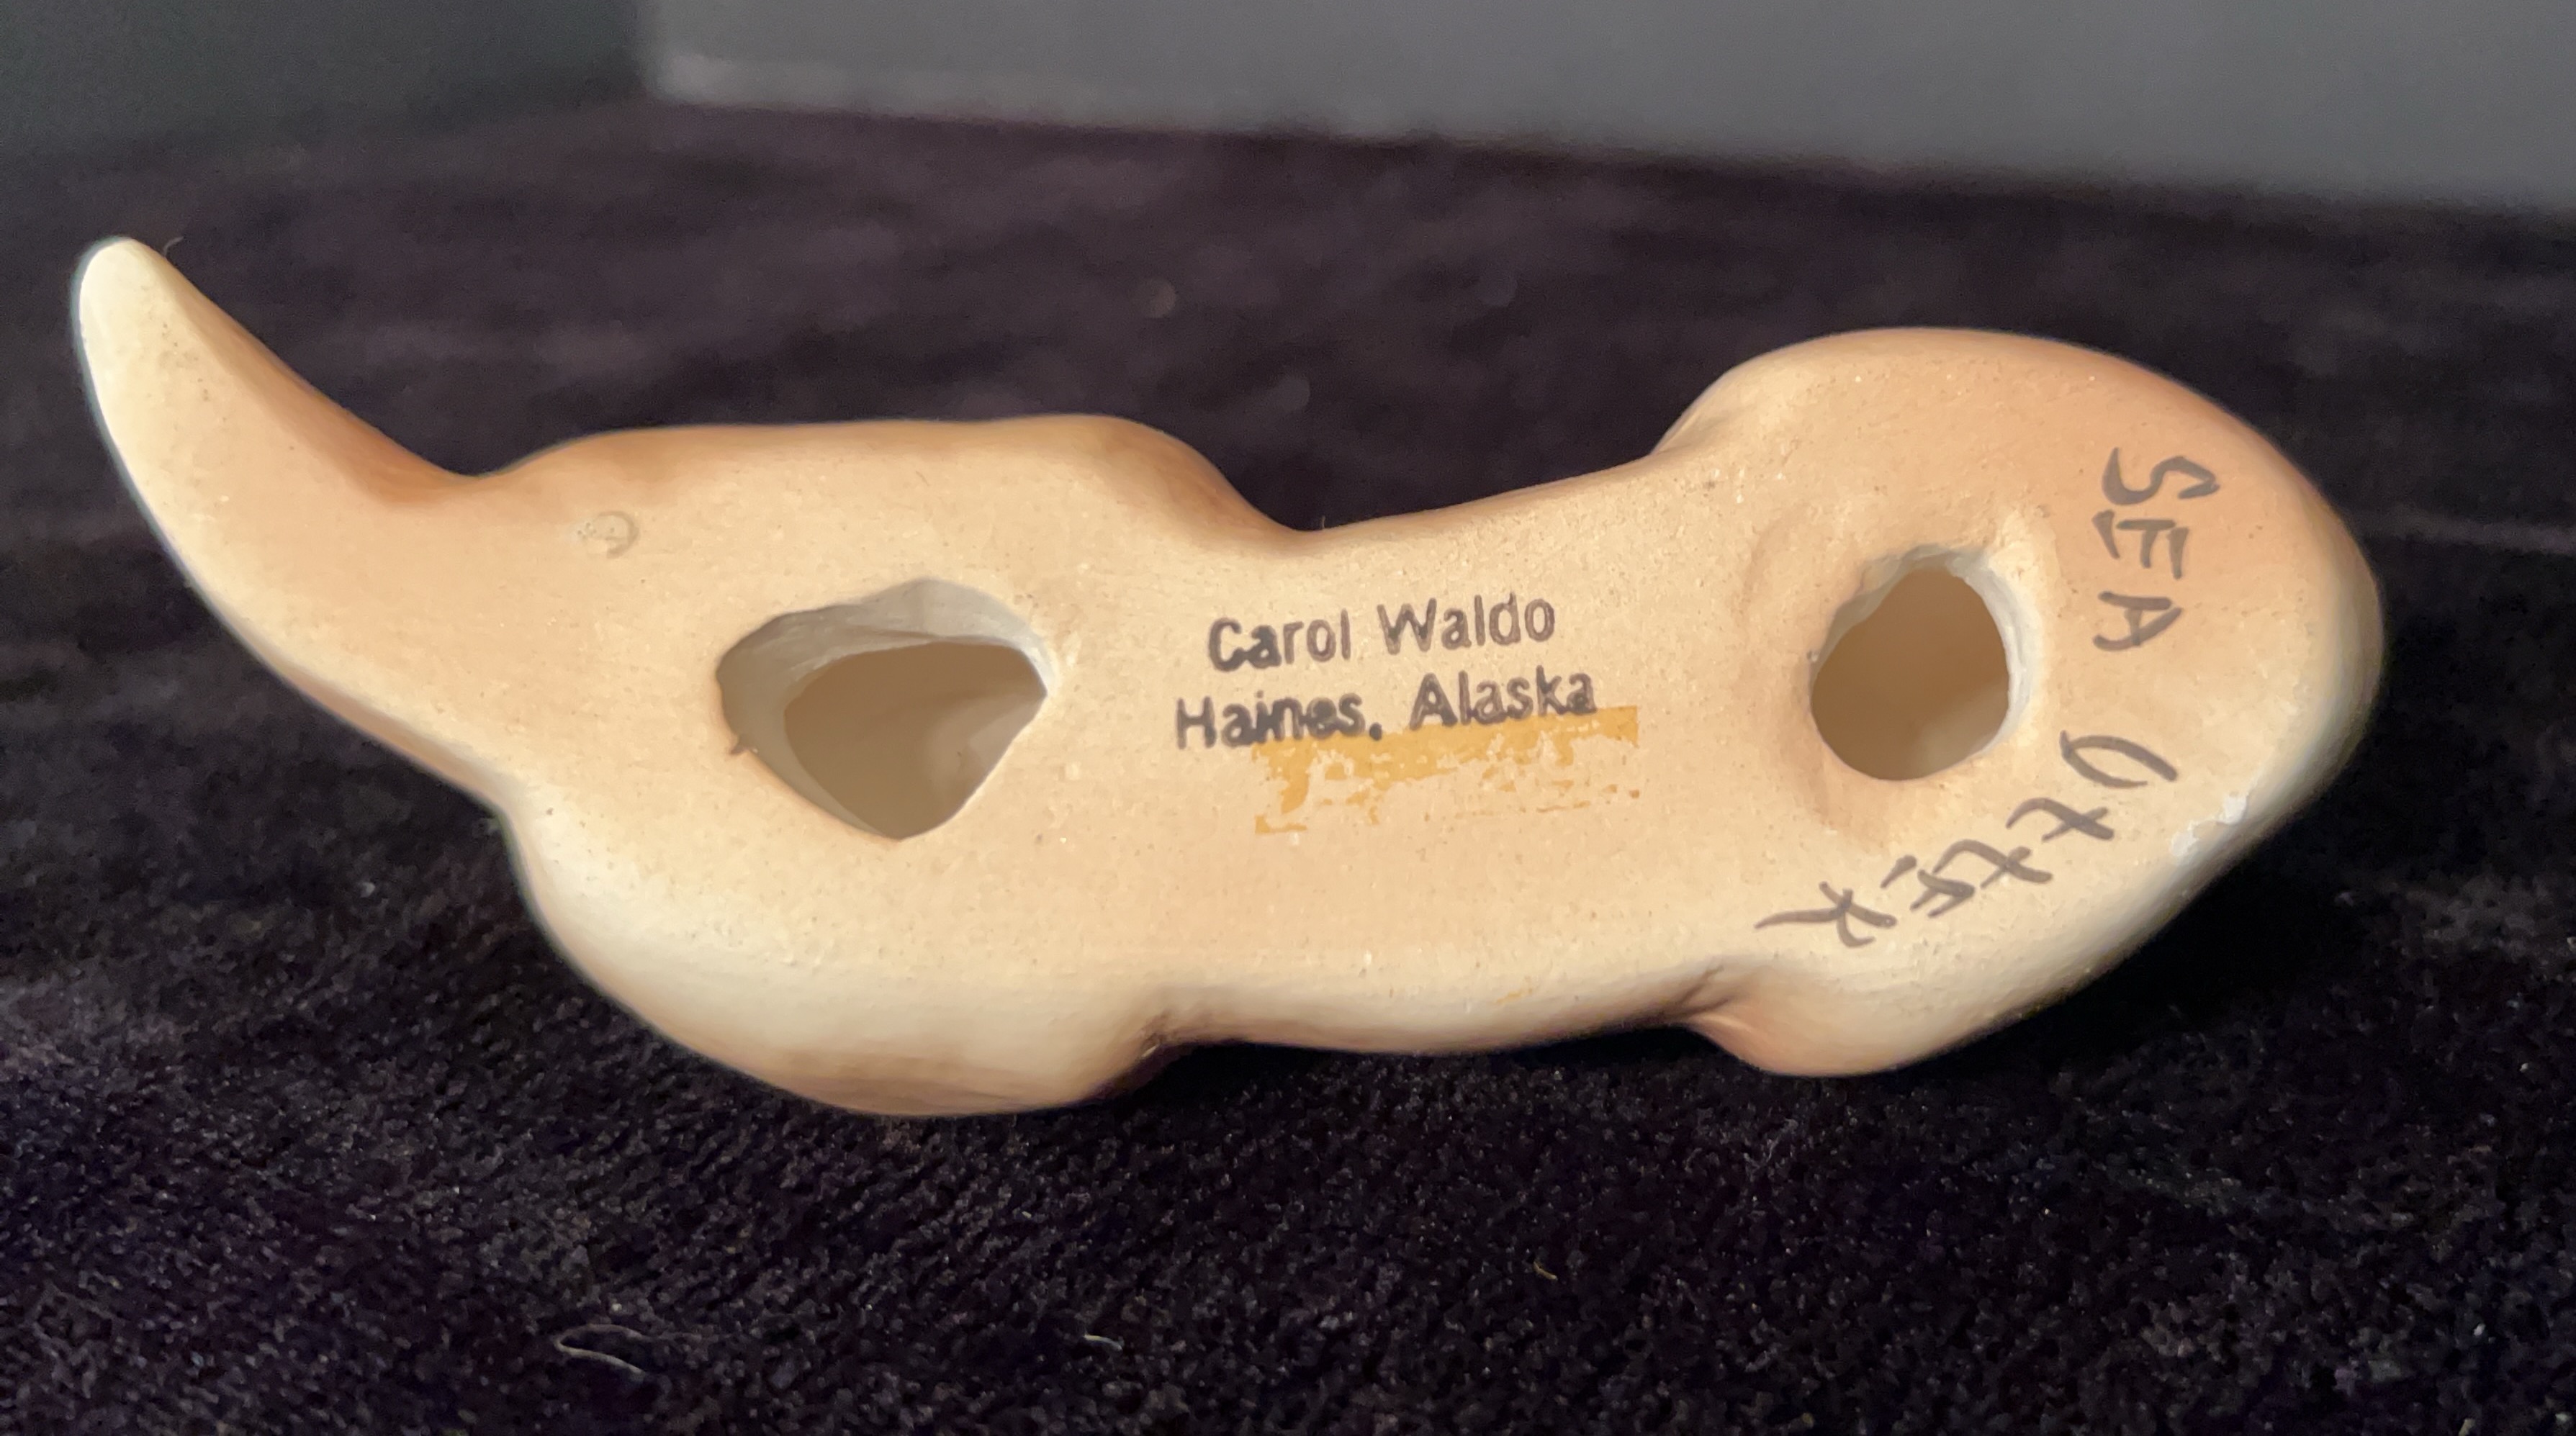 Carol Waldo
Haines, Alaska
SEA OttER